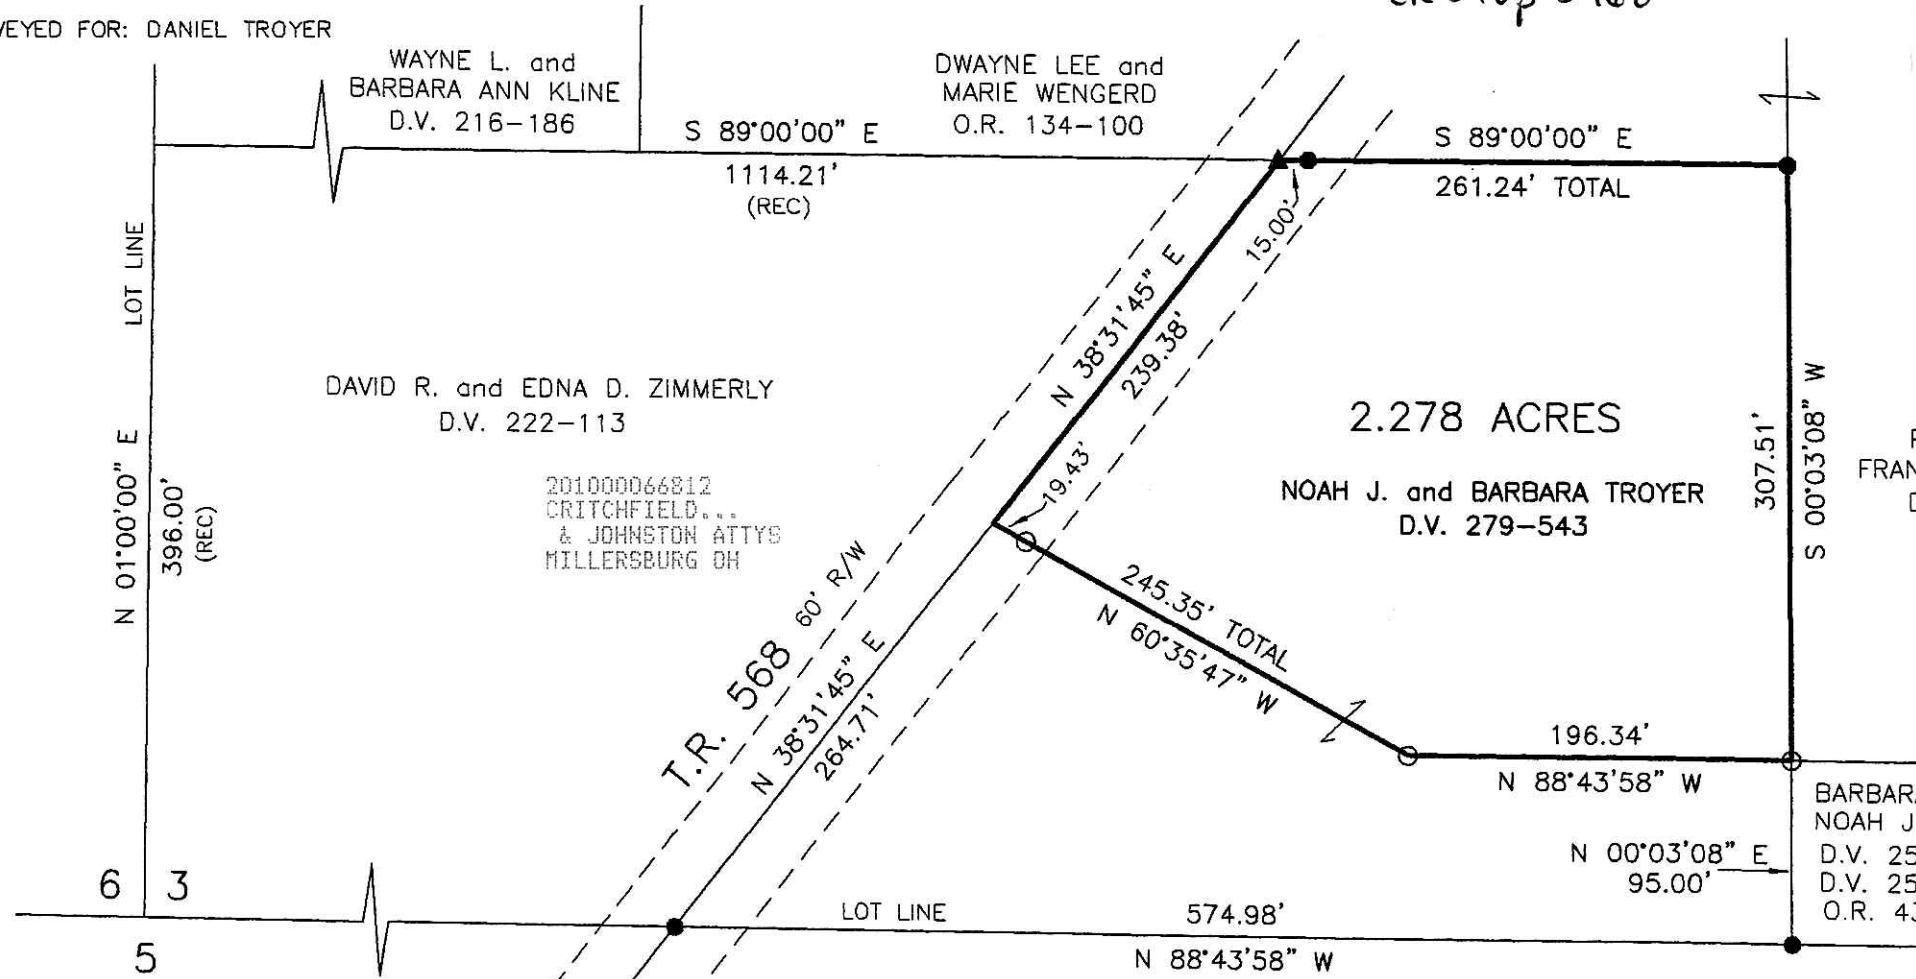 VEYED FOR: DANIEL TROYER
WAYNE L. and
BARBARA ANN KLINE
D.V. 216-186
DWAYNE LEE and
MARIE WENGERD
O.R. 134-100
S 89°00'00" E
1114.21'
(REC)
S 89°00'00" E
261.24' TOTAL
LOT LINE
N 01°00'00" E
396.00'
(REC)
DAVID R. and EDNA D. ZIMMERLY
D.V. 222-113
201000066812
CRITCHFIELD...
& JOHNSTON ATTYS
MILLERSBURG OH
N 38°31'45" E
239.38'
15.00'
19.43'
2.278 ACRES
NOAH J. and BARBARA TROYER
D.V. 279-543
307.51'
S 00°03'08" W
FRAN
T.R. 568 60' R/W
N 38°31'45" E
264.71'
245.35' TOTAL
N 60°35'47" W
196.34'
N 88°43'58" W
BARBARA
NOAH J
D.V. 25
D.V. 25
O.R. 43
N 00°03'08" E
95.00'
6 3
5
LOT LINE
574.98'
N 88°43'58" W